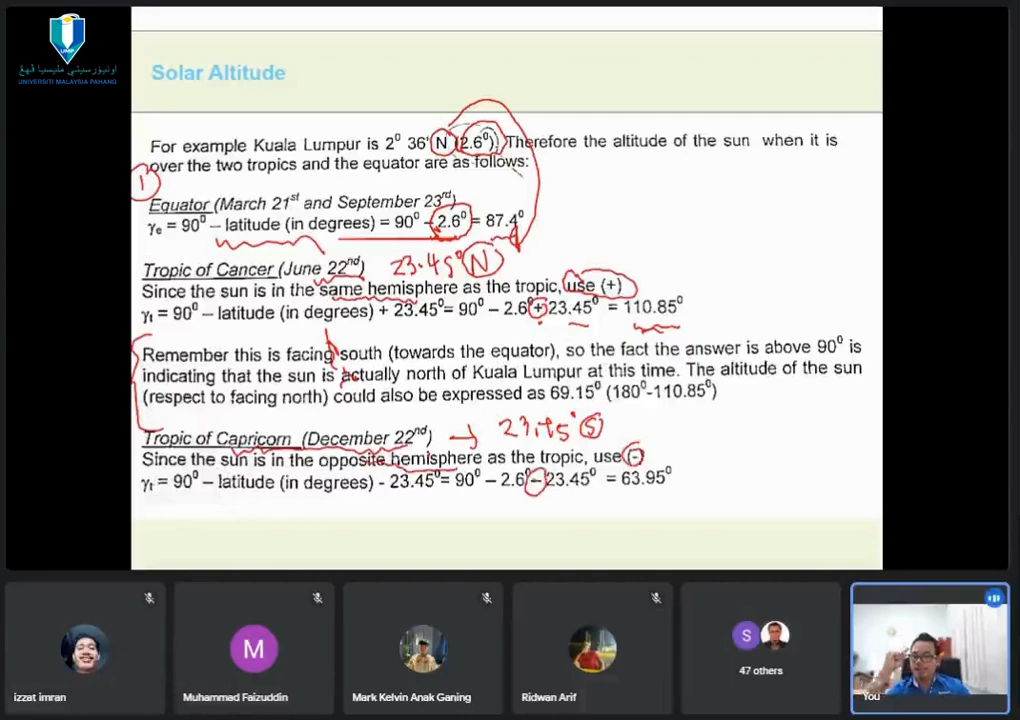 UMP
اونيۏرسيتي مليسيا ڤهڠ
UNIVERSITI MALAYSIA PAHANG
Solar Altitude
For example Kuala Lumpur is 2⁰ 36' N (2.6⁰). Therefore the altitude of the sun when it is
over the two tropics and the equator are as follows:
1
Equator (March 21st and September 23rd)
γe = 90⁰ – latitude (in degrees) = 90⁰ – 2.6⁰ = 87.4⁰
Tropic of Cancer (June 22nd) 23.45° N
Since the sun is in the same hemisphere as the tropic, use (+)
γt = 90⁰ – latitude (in degrees) + 23.45⁰= 90⁰ – 2.6⁰ + 23.45⁰ = 110.85⁰
Remember this is facing south (towards the equator), so the fact the answer is above 90⁰ is
indicating that the sun is actually north of Kuala Lumpur at this time. The altitude of the sun
(respect to facing north) could also be expressed as 69.15⁰ (180⁰-110.85⁰)
Tropic of Capricorn (December 22nd) → 23.45° S
Since the sun is in the opposite hemisphere as the tropic, use (-)
γt = 90⁰ – latitude (in degrees) - 23.45⁰= 90⁰ – 2.6⁰ – 23.45⁰ = 63.95⁰
izzat imran
M
Muhammad Faizuddin
Mark Kelvin Anak Ganing
Ridwan Arif
S
47 others
You